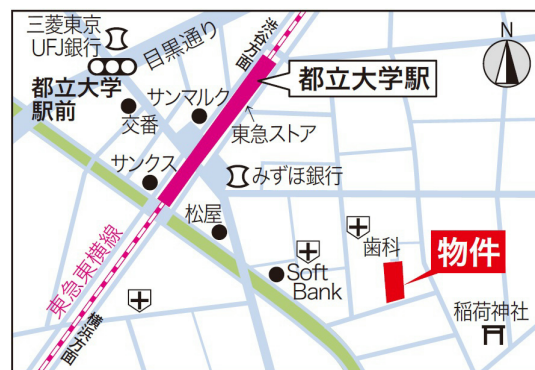 三菱東京
UFJ銀行
目黒通り
渋谷方面
N
都立大学
駅前
都立大学駅
サンマルク
交番
東急ストア
サンクス
みずほ銀行
松屋
東急東横線
歯科
物件
Soft
Bank
横浜方面
稲荷神社